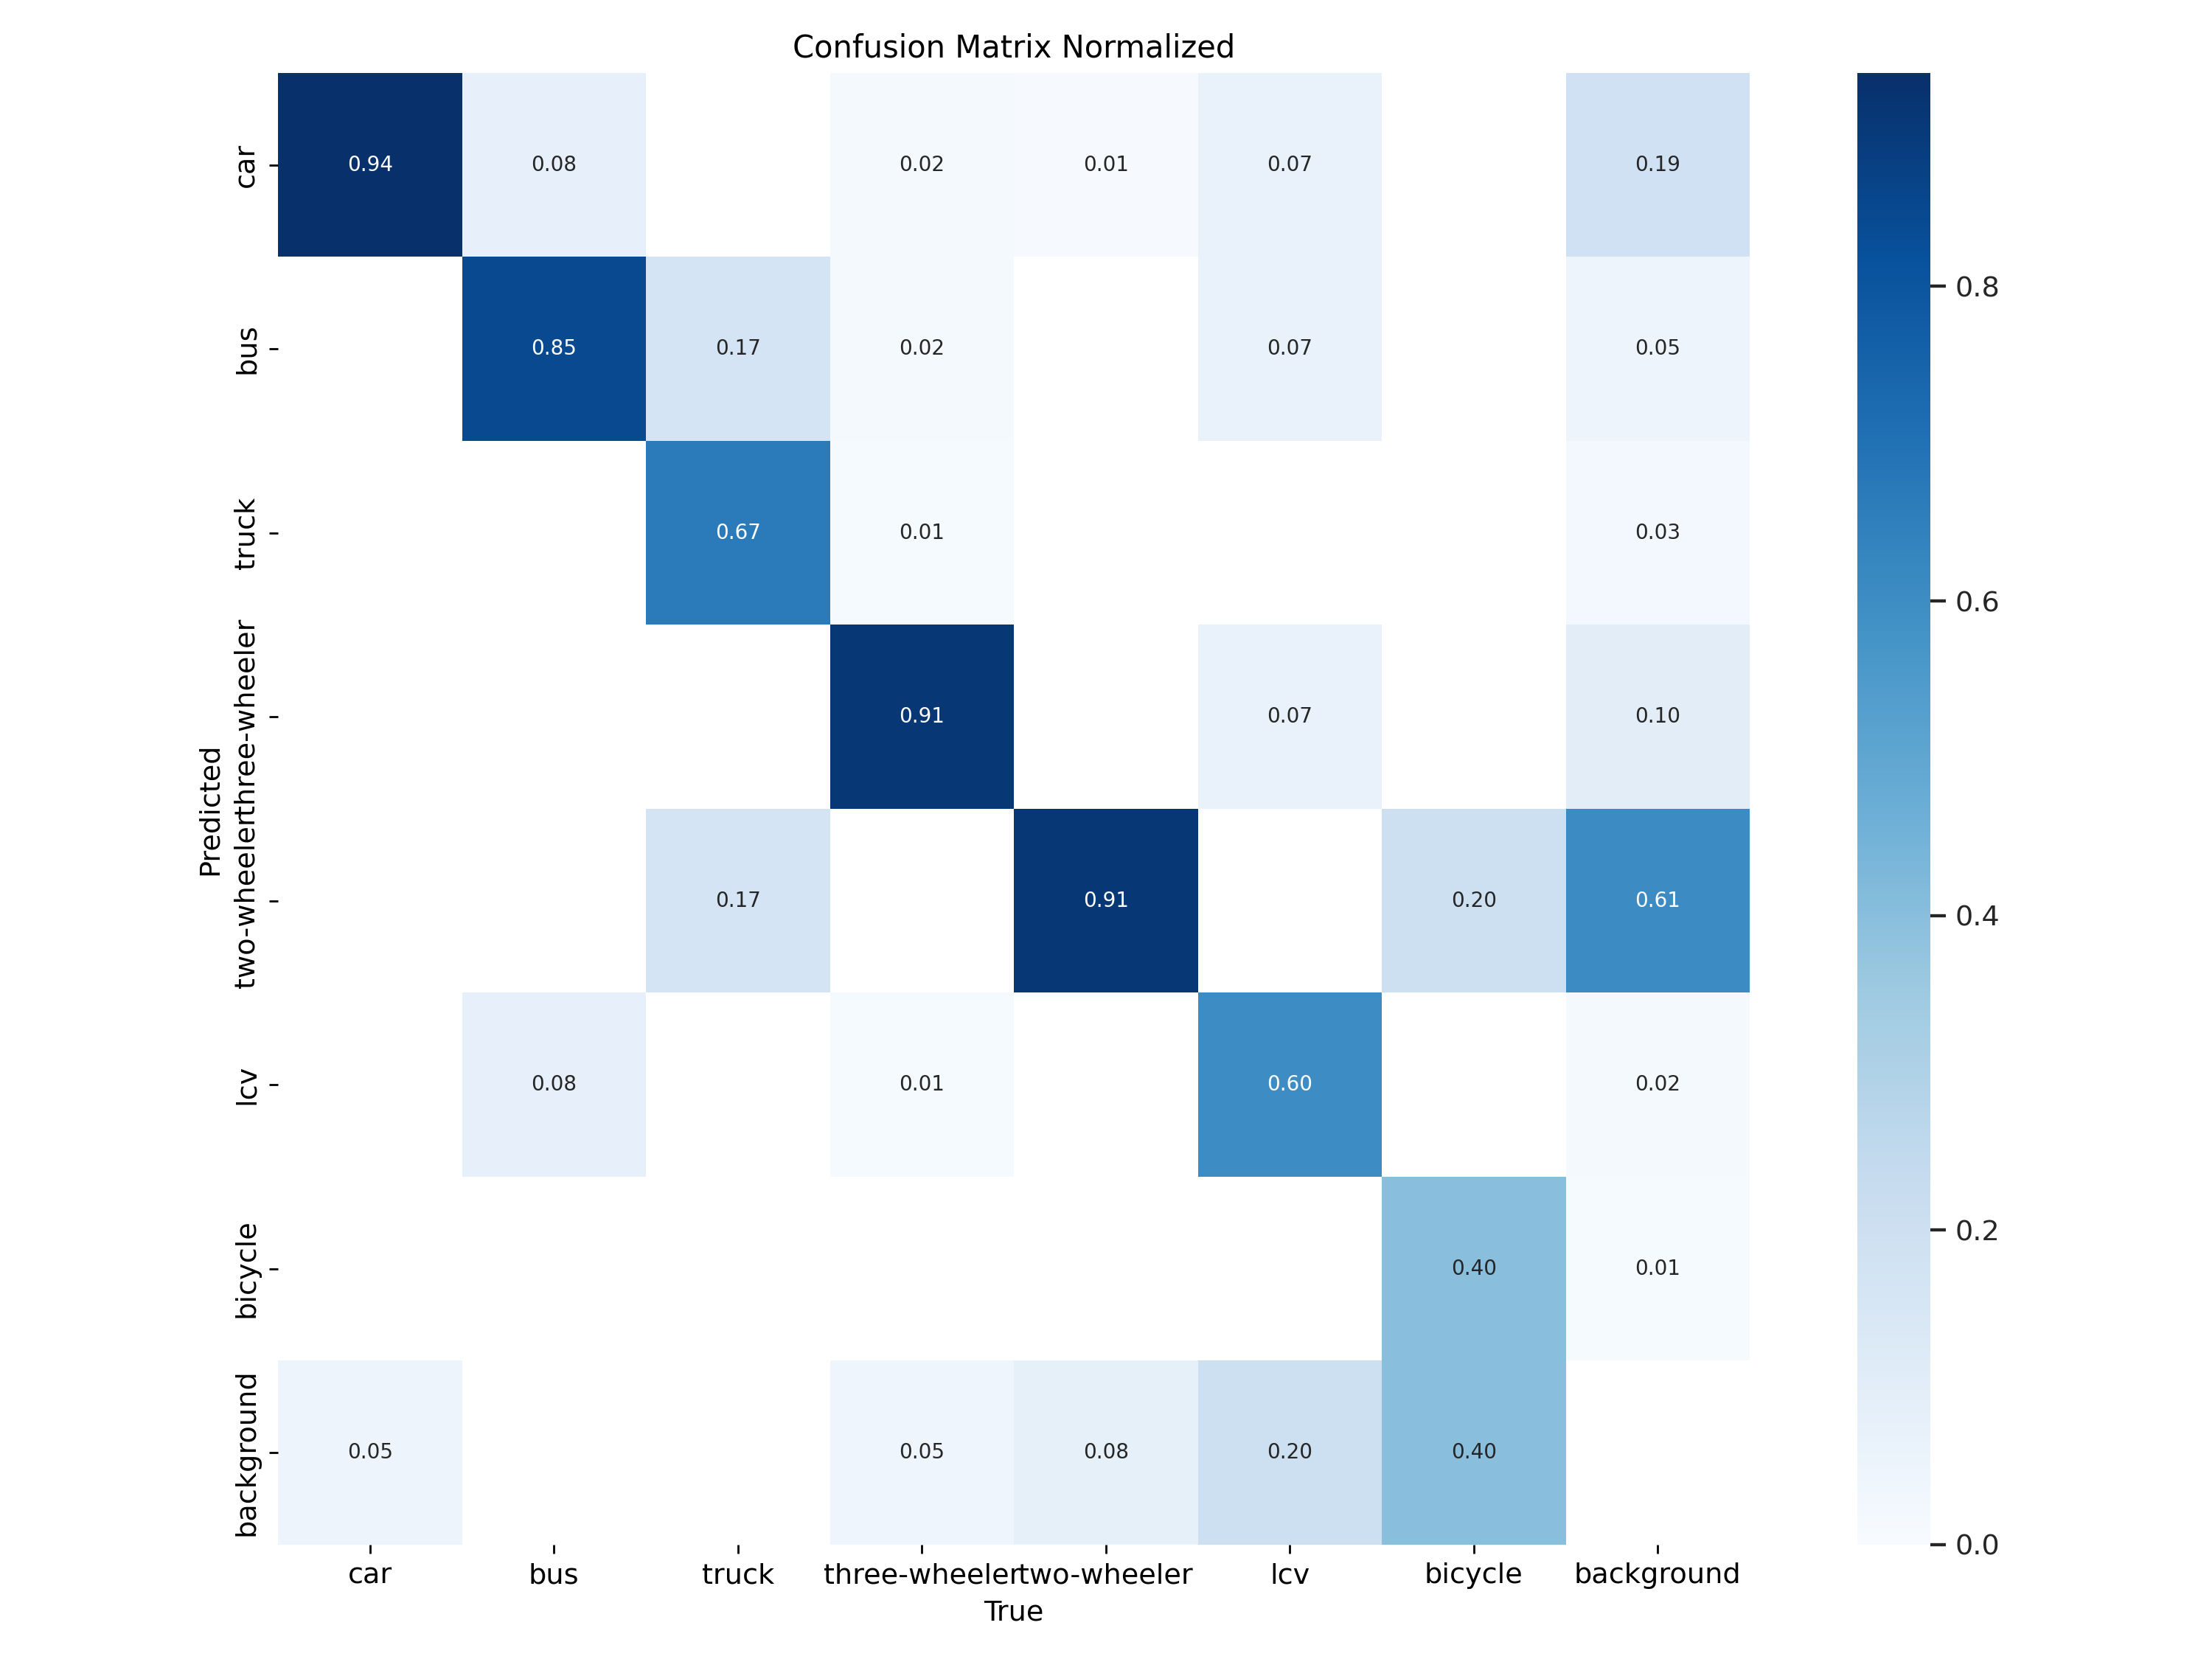 Confusion Matrix Normalized
car
0.94
0.08
0.02
0.01
0.07
0.19
bus
0.85
0.17
0.02
0.07
0.05
0.8
truck
0.67
0.01
0.03
0.6
three-wheeler
0.91
0.07
0.10
Predicted
two-wheeler
0.17
0.91
0.20
0.61
0.4
lcv
0.08
0.01
0.60
0.02
bicycle
0.40
0.01
0.2
background
0.05
0.05
0.08
0.20
0.40
0.0
car
bus
truck
three-wheeler
two-wheeler
lcv
bicycle
background
True